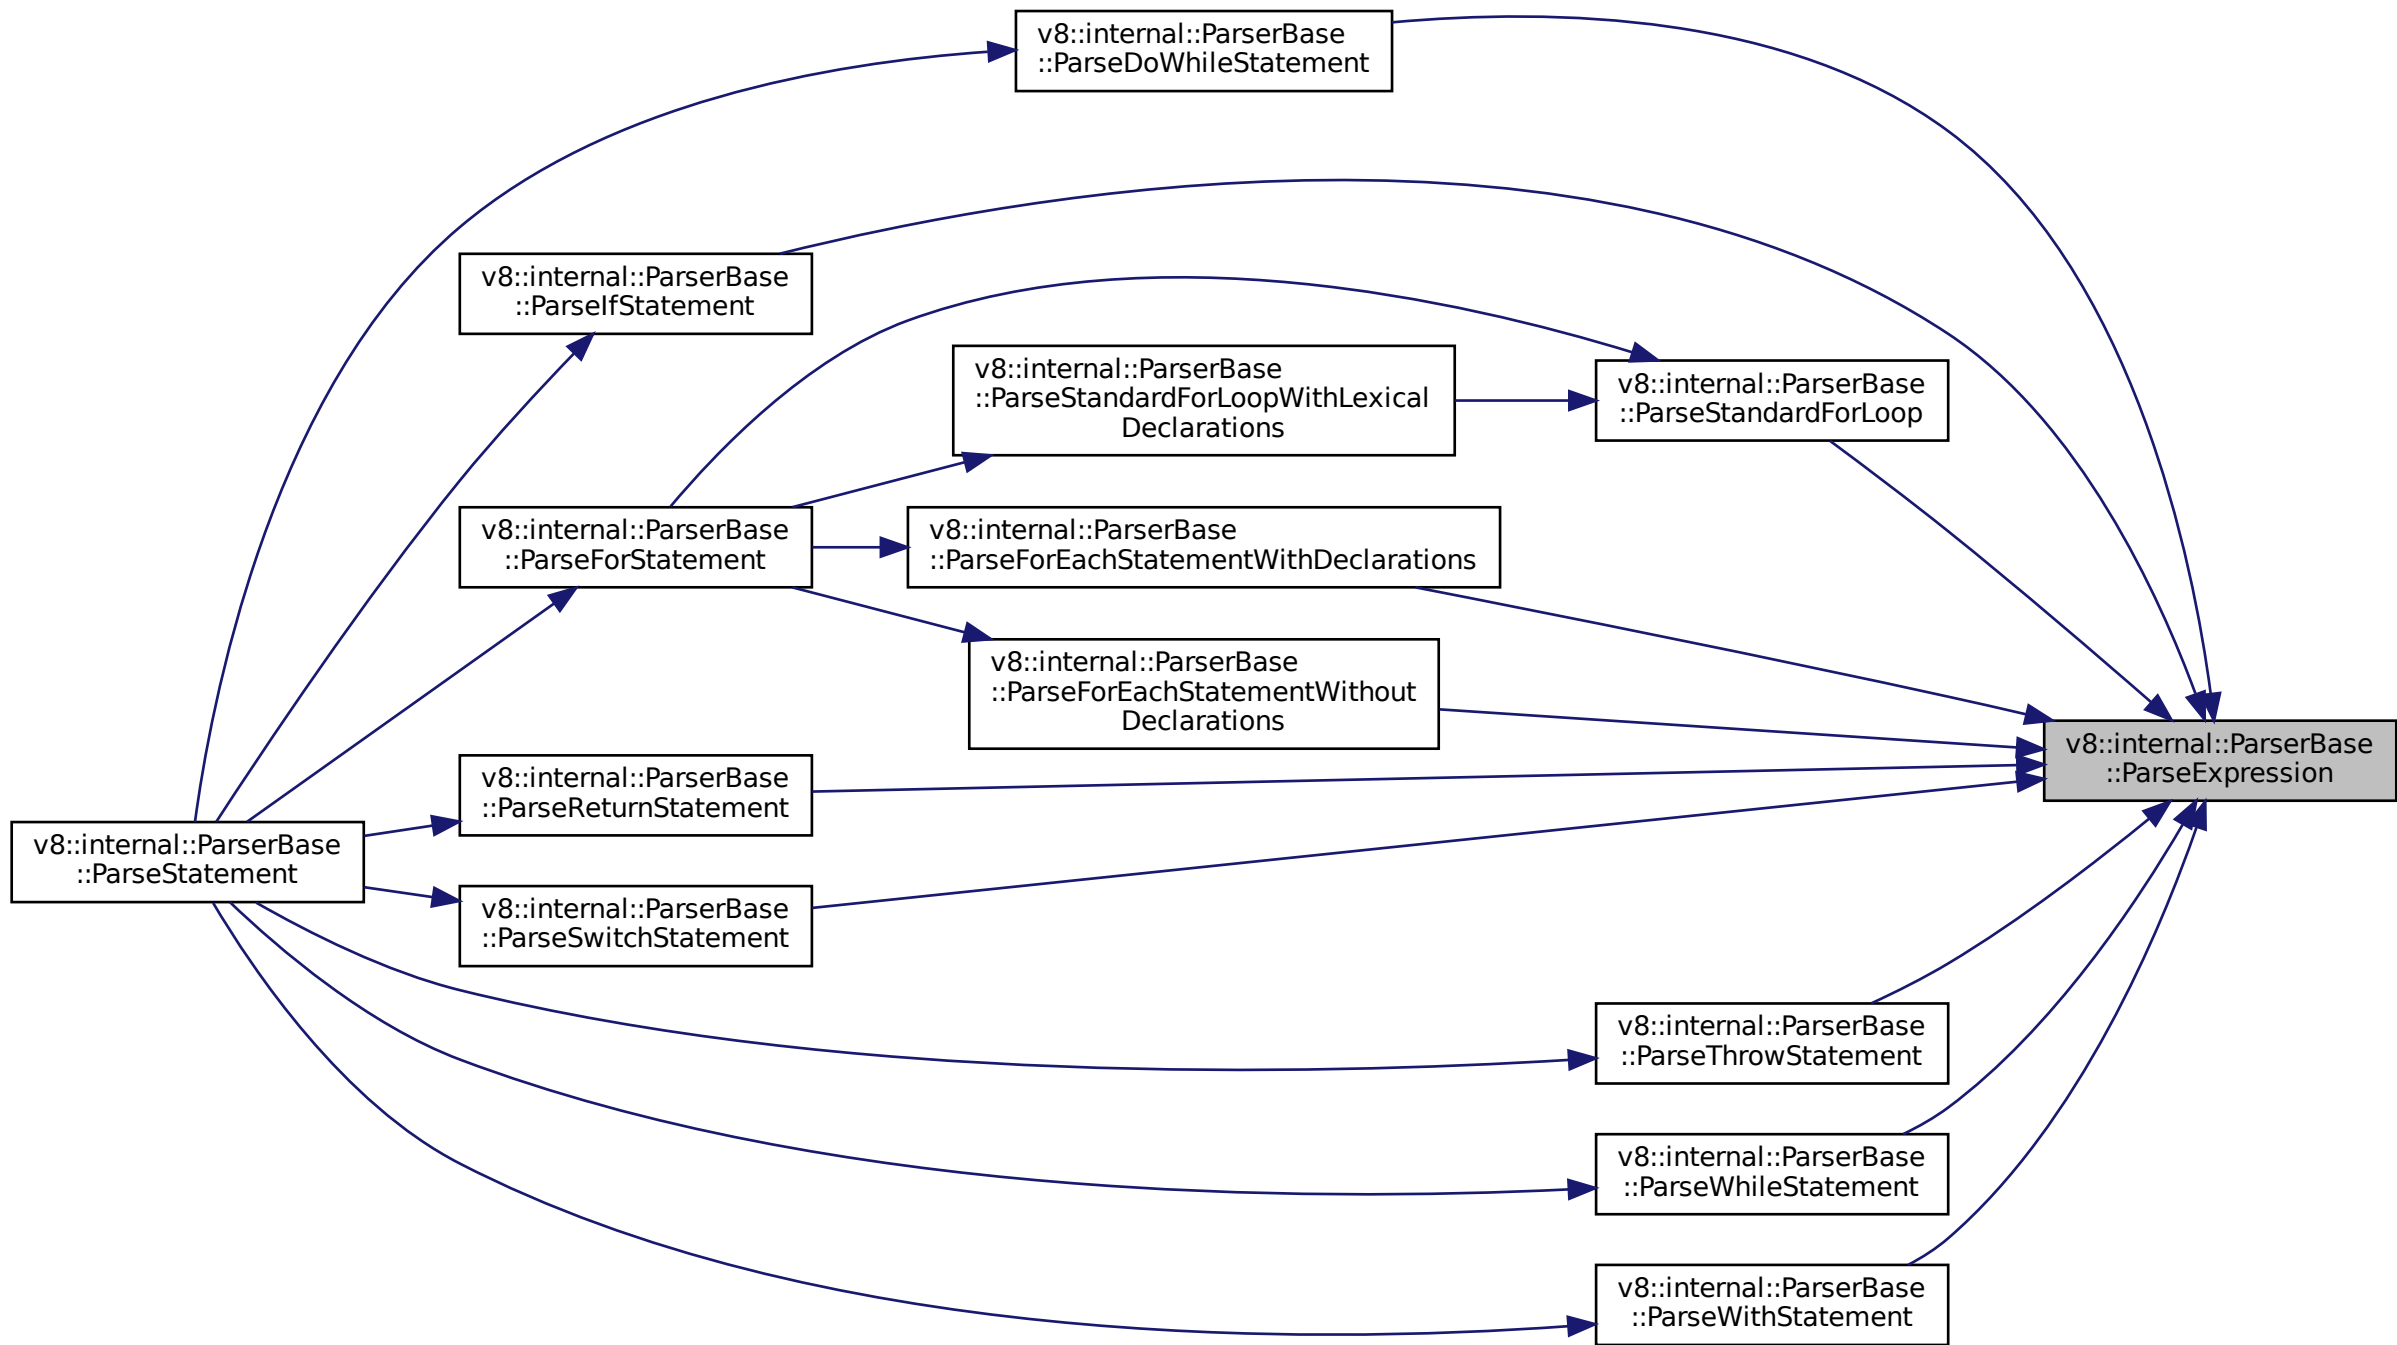 v8::internal::ParserBase
::ParseDoWhileStatement
v8::internal::ParserBase
::ParseIfStatement
v8::internal::ParserBase
::ParseStandardForLoopWithLexical
Declarations
v8::internal::ParserBase
::ParseStandardForLoop
v8::internal::ParserBase
::ParseForStatement
v8::internal::ParserBase
::ParseForEachStatementWithDeclarations
v8::internal::ParserBase
::ParseForEachStatementWithout
Declarations
v8::internal::ParserBase
::ParseExpression
v8::internal::ParserBase
::ParseReturnStatement
v8::internal::ParserBase
::ParseStatement
v8::internal::ParserBase
::ParseSwitchStatement
v8::internal::ParserBase
::ParseThrowStatement
v8::internal::ParserBase
::ParseWhileStatement
v8::internal::ParserBase
::ParseWithStatement